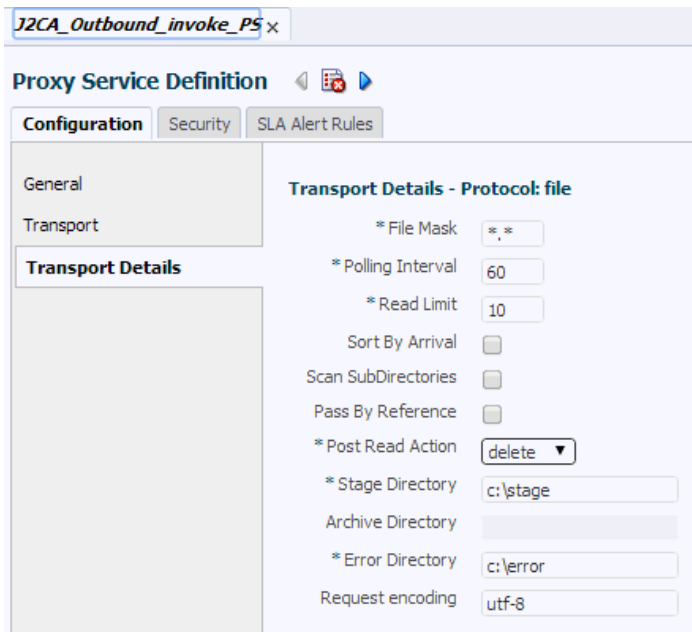 J2CA_Outbound_invoke_PS x
Proxy Service Definition
Configuration Security SLA Alert Rules
General
Transport
Transport Details
Transport Details - Protocol: file
* File Mask *.*
* Polling Interval 60
* Read Limit 10
Sort By Arrival
Scan SubDirectories
Pass By Reference
* Post Read Action delete
* Stage Directory c:\stage
Archive Directory
* Error Directory c:\error
Request encoding utf-8